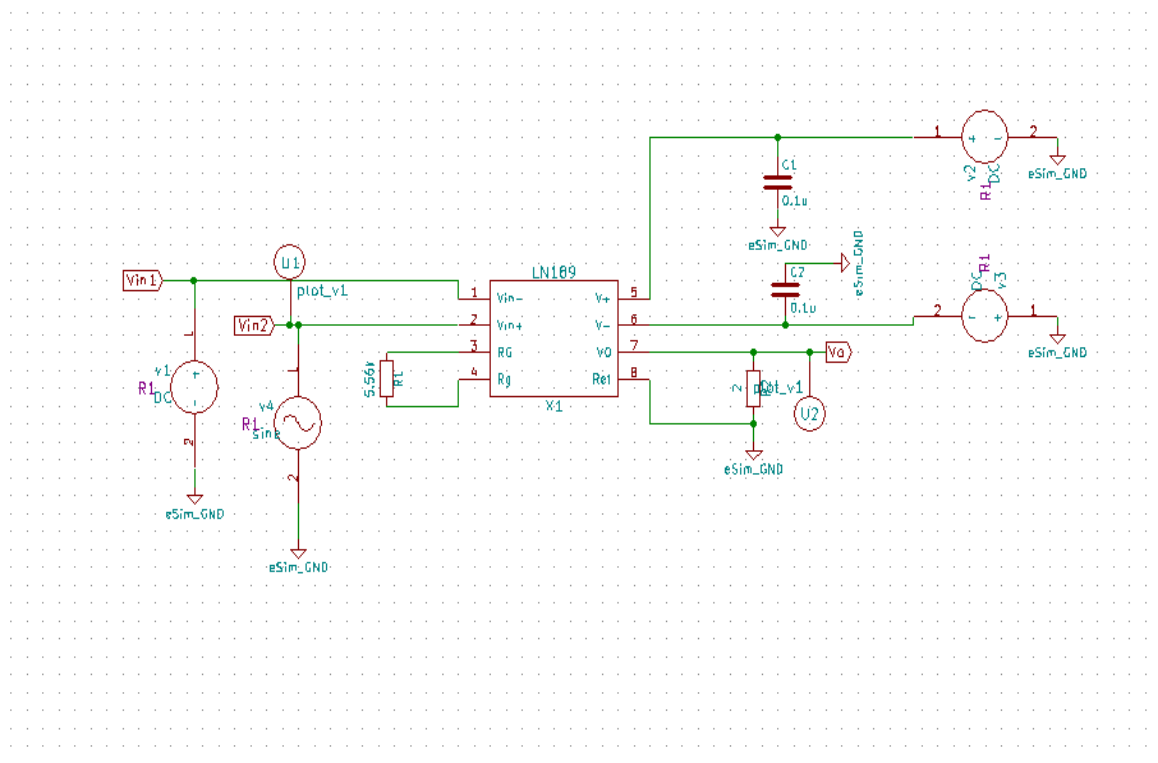 1
2
v2
DC
R1
eSim_GND
C1
0.1u
eSim_GND
eSim_GND
C2
0.1u
R1
DC
v3
2
1
eSim_GND
U1
plot_v1
Vin1
Vin2
LN189
1 Vin- V+ 5
2 Vin+ V- 6
3 RG VO 7
4 Rg Ret 8
X1
Vo
5.56k
R1
2
U2
eSim_GND
1
v1
R1
DC
2
eSim_GND
1
v4
R1
sine
2
eSim_GND